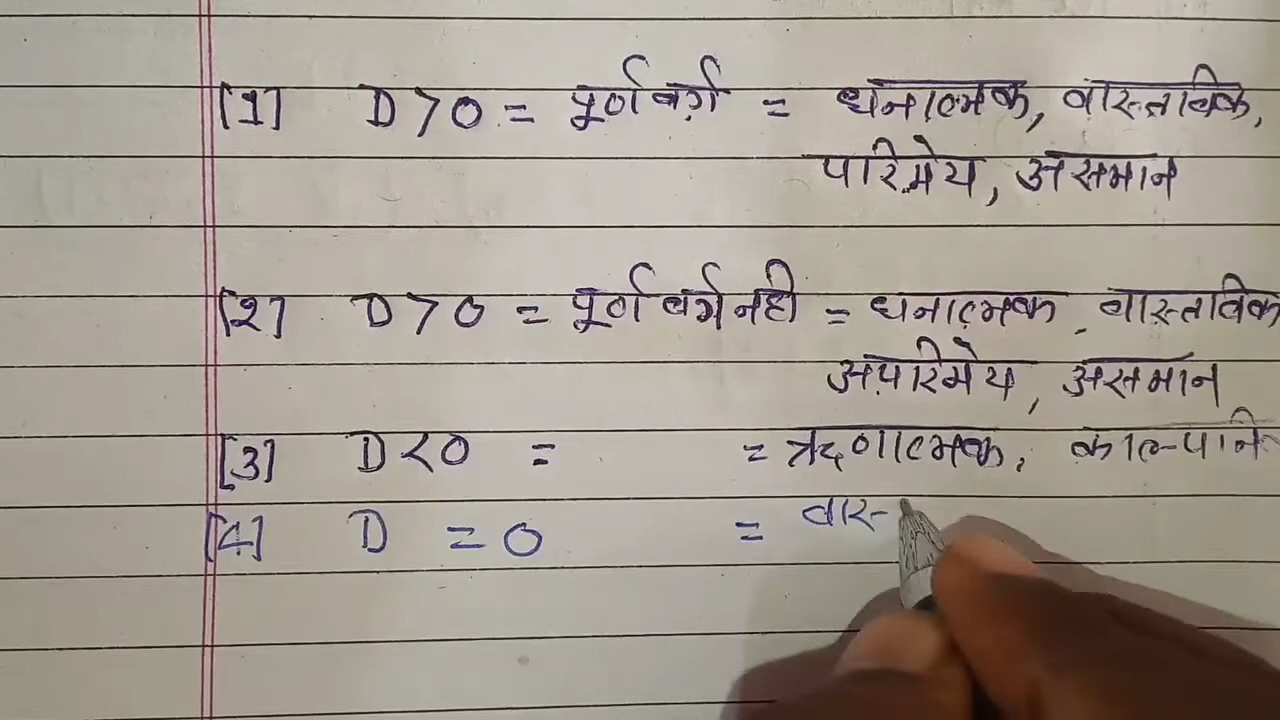 [1] D > 0 = पूर्ण वर्ग = धनात्मक, वास्तविक,
परिमेय, असमान
[2] D > 0 = पूर्ण वर्ग नही = धनात्मक, वास्तविक
अपरिमेय, असमान
[3] D < 0 = = ऋणात्मक, काल्पनि
[4] D = 0 = वास्